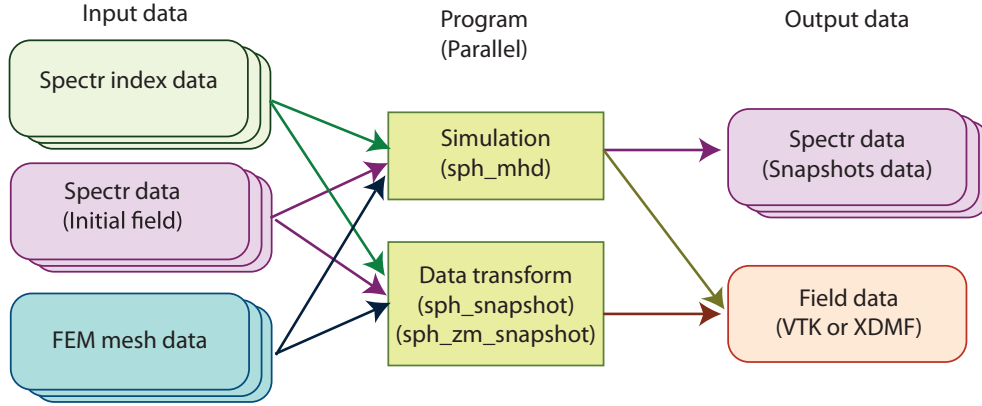 Input data
Program
(Parallel)
Output data
Spectr index data
Spectr data
(Initial field)
FEM mesh data
Simulation
(sph_mhd)
Data transform
(sph_snapshot)
(sph_zm_snapshot)
Spectr data
(Snapshots data)
Field data
(VTK or XDMF)